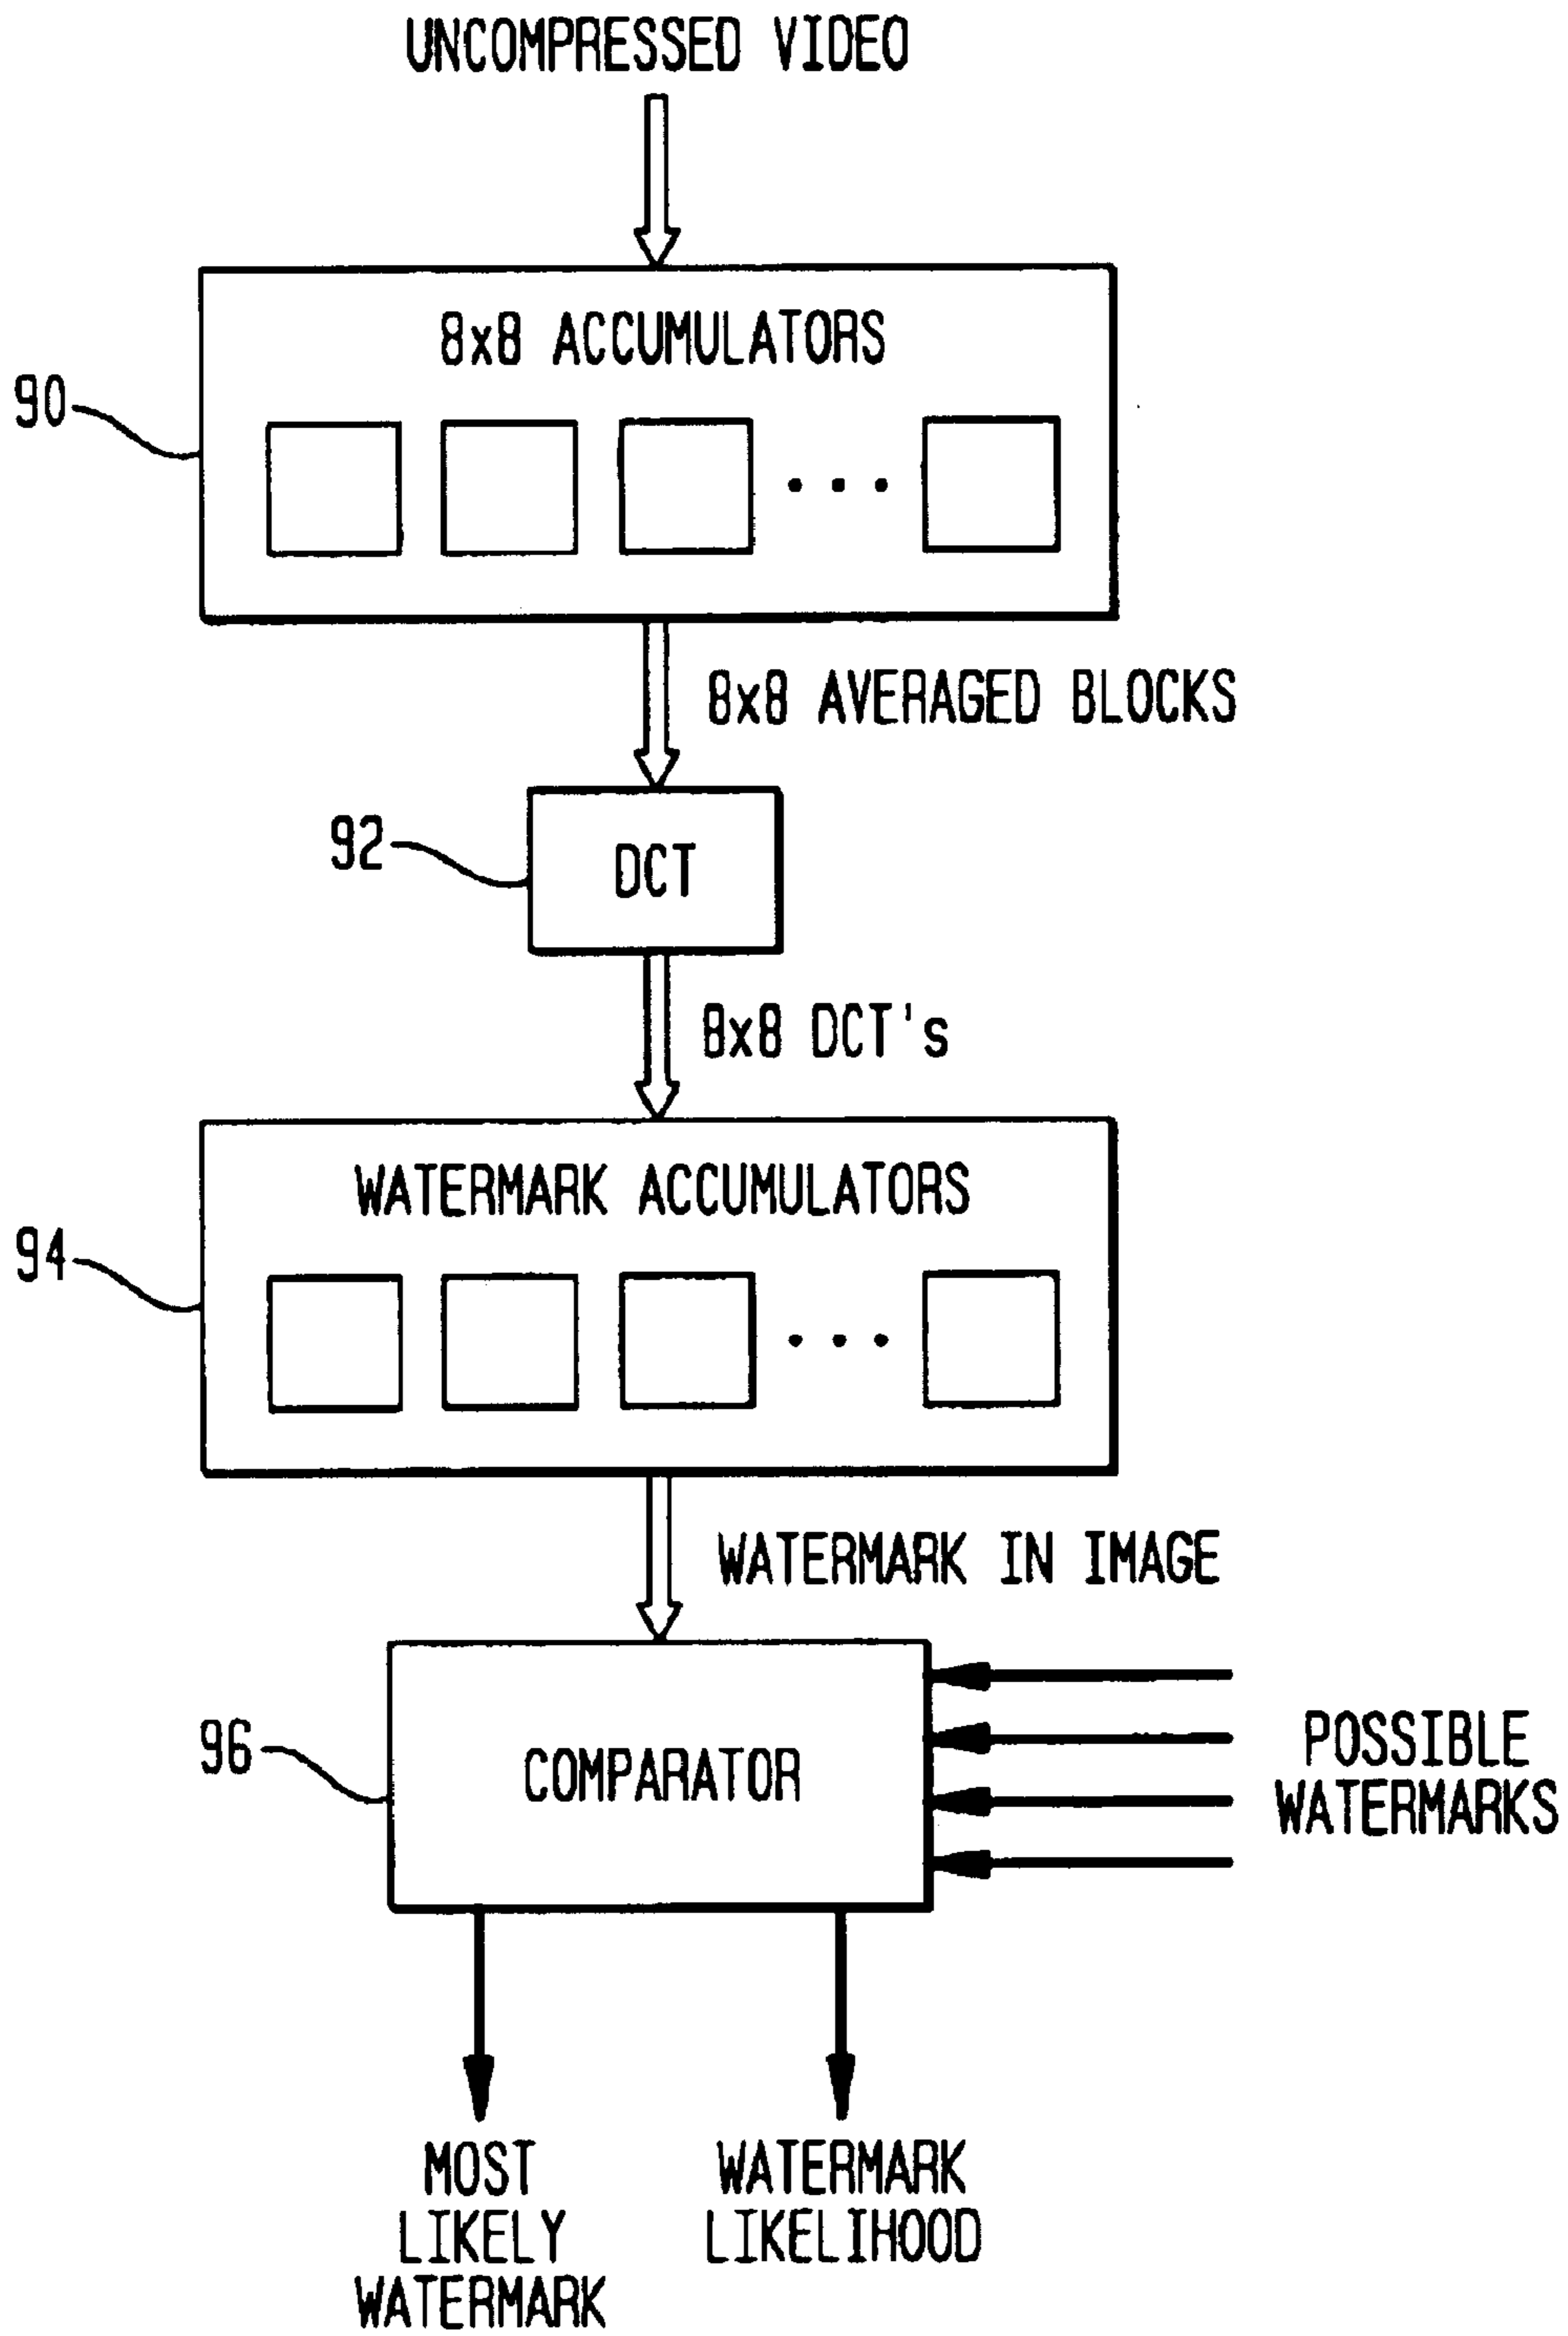 UNCOMPRESSED VIDEO
8x8 ACCUMULATORS
90
8x8 AVERAGED BLOCKS
92
DCT
8x8 DCT's
WATERMARK ACCUMULATORS
94
WATERMARK IN IMAGE
96
COMPARATOR
POSSIBLE
WATERMARKS
MOST
LIKELY
WATERMARK
WATERMARK
LIKELIHOOD